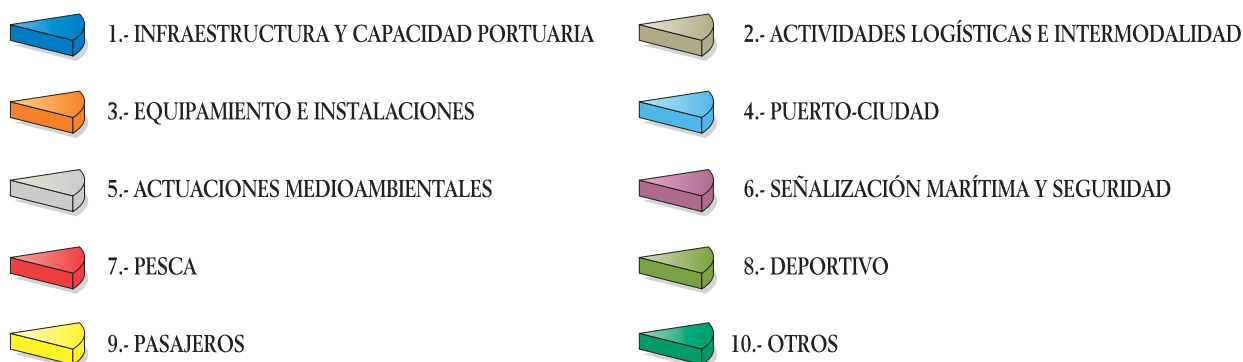 1.- INFRAESTRUCTURA Y CAPACIDAD PORTUARIA
2.- ACTIVIDADES LOGÍSTICAS E INTERMODALIDAD
3.- EQUIPAMIENTO E INSTALACIONES
4.- PUERTO-CIUDAD
5.- ACTUACIONES MEDIOAMBIENTALES
6.- SEÑALIZACIÓN MARÍTIMA Y SEGURIDAD
7.- PESCA
8.- DEPORTIVO
9.- PASAJEROS
10.- OTROS